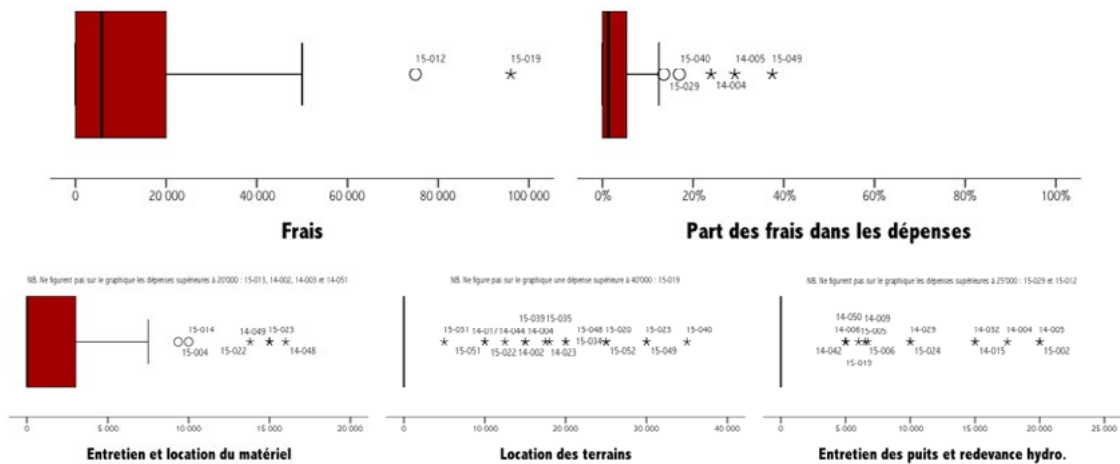 15-012 15-019
15-040 14-005 15-049
15-029 14-004
0 20 000 40 000 60 000 80 000 100 000
0% 20% 40% 60% 80% 100%
Frais
Part des frais dans les dépenses
NB. Ne figurent pas sur le graphique les dépenses supérieures à 20'000 : 15-013, 14-002, 14-003 et 14-051
15-014 14-049 15-023
15-004 15-022 14-048
0 5 000 10 000 15 000 20 000
Entretien et location du matériel
NB. Ne figure pas sur le graphique une dépense supérieure à 40'000 : 15-019
15-039 15-035
15-031 14-017 14-044 14-004 15-048 15-020 15-023 15-040
15-034
15-051 15-022 14-002 14-023 15-052 15-049
0 10 000 20 000 30 000 40 000
Location des terrains
NB. Ne figurent pas sur le graphique les dépenses supérieures à 25'000 : 15-029 et 15-012
14-050 14-009
14-006 15-005 14-029 14-032 14-004 14-005
14-042 15-006 15-024 14-015 15-002
15-019
0 5 000 10 000 15 000 20 000 25 000
Entretien des puits et redevance hydro.